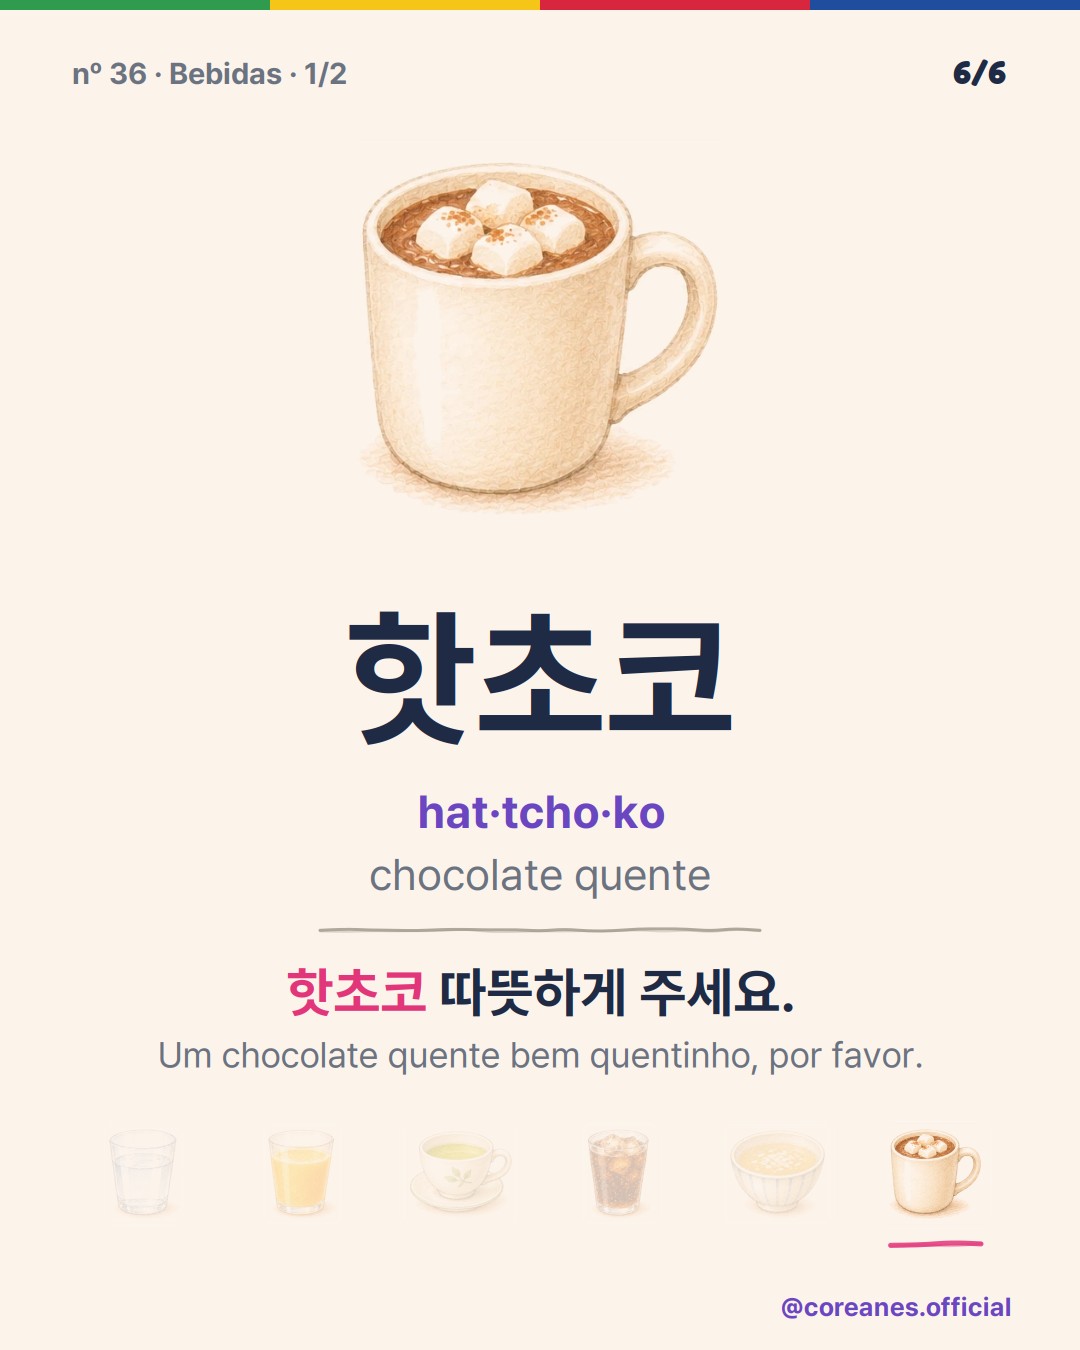 nº 36 · Bebidas · 1/2
6/6
핫초코
hat·tcho·ko
chocolate quente
핫초코 따뜻하게 주세요.
Um chocolate quente bem quentinho, por favor.
@coreanes.official